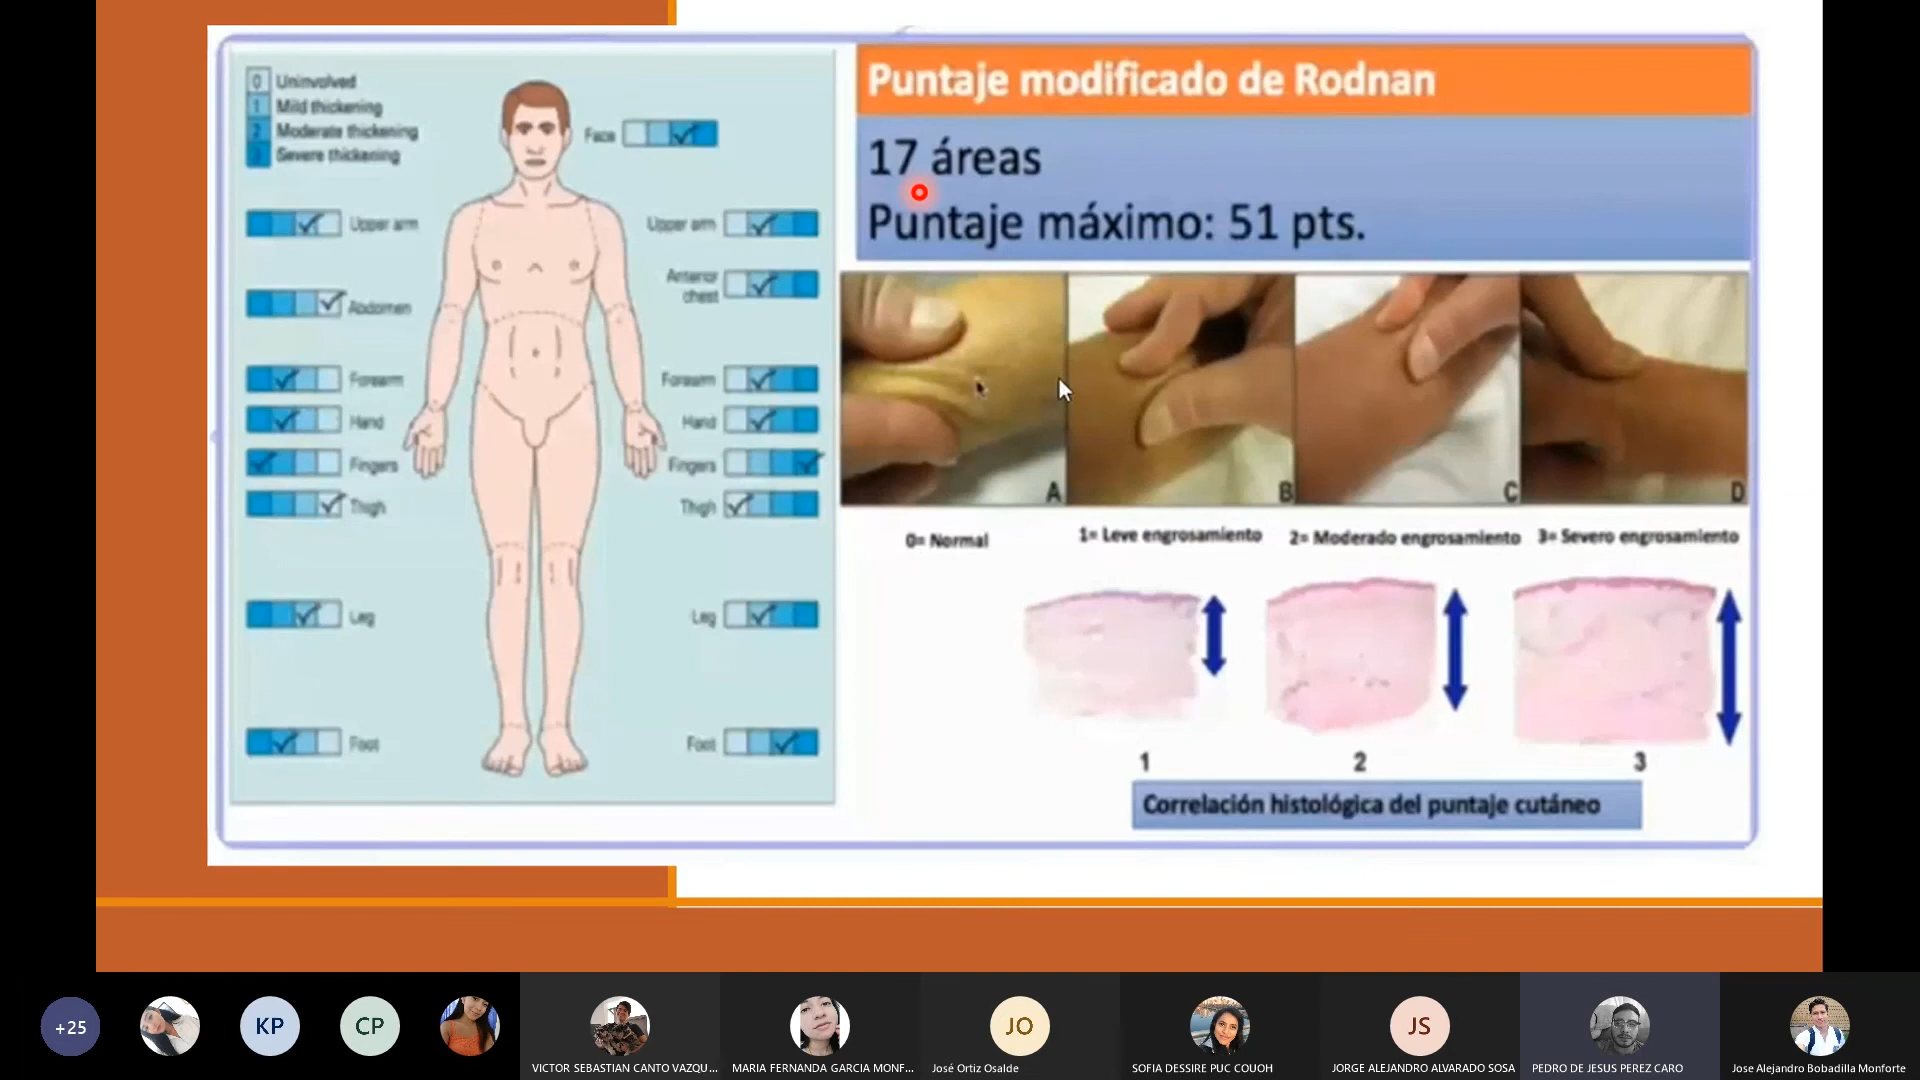 0 Uninvolved
1 Mild thickening
2 Moderate thickening
3 Severe thickening
Face
Upper arm
Upper arm
Anterior
chest
Abdomen
Forearm
Forearm
Hand
Hand
Fingers
Fingers
Thigh
Thigh
Leg
Leg
Foot
Foot
Puntaje modificado de Rodnan
17 áreas
Puntaje máximo: 51 pts.
A
B
C
D
0= Normal
1= Leve engrosamiento
2= Moderado engrosamiento
3= Severo engrosamiento
1
2
3
Correlación histológica del puntaje cutáneo
+25
KP
CP
JO
JS
VICTOR SEBASTIAN CANTO VAZQU...
MARIA FERNANDA GARCIA MONF...
José Ortiz Osalde
SOFIA DESSIRE PUC COUOH
JORGE ALEJANDRO ALVARADO SOSA
PEDRO DE JESUS PEREZ CARO
Jose Alejandro Bobadilla Monforte